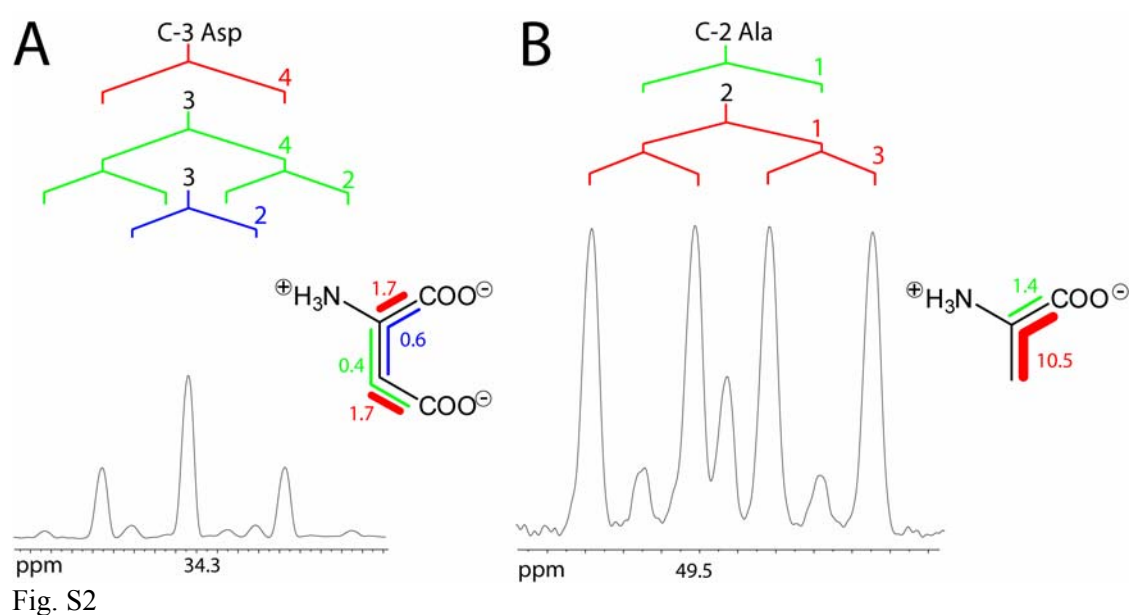 A
C-3 Asp
4
3
4
3
2
2
⊕ H₃N
1.7
COO⊖
0.6
0.4
COO⊖
1.7
ppm
34.3
B
C-2 Ala
1
2
1
3
⊕ H₃N
1.4
COO⊖
10.5
ppm
49.5
Fig. S2